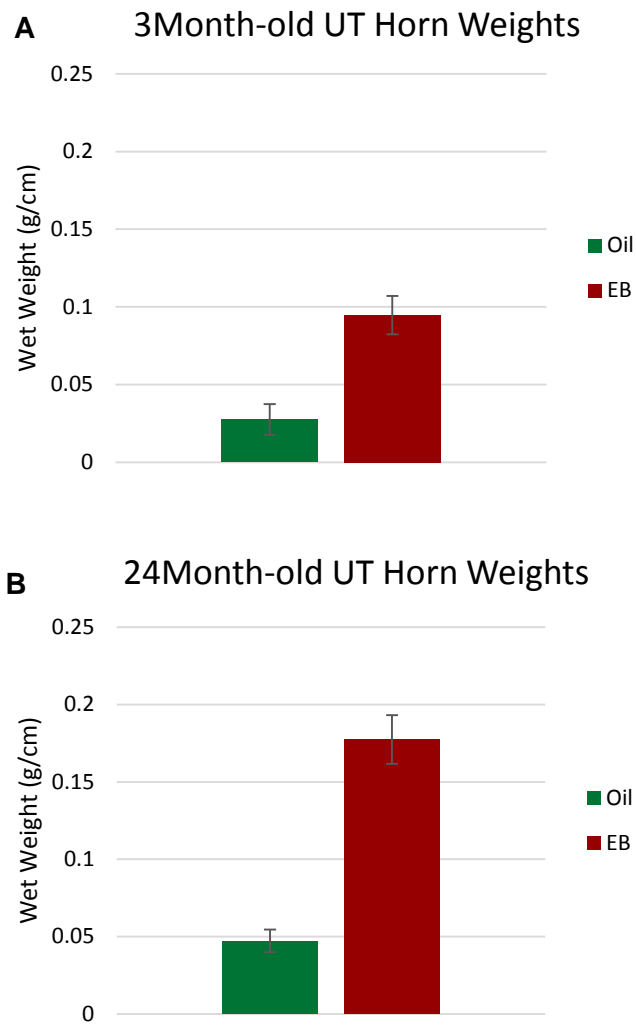 A
3Month-old UT Horn Weights
0.25
0.2
0.15
0.1
0.05
0
Wet Weight (g/cm)
Oil
EB
B
24Month-old UT Horn Weights
0.25
0.2
0.15
0.1
0.05
0
Wet Weight (g/cm)
Oil
EB